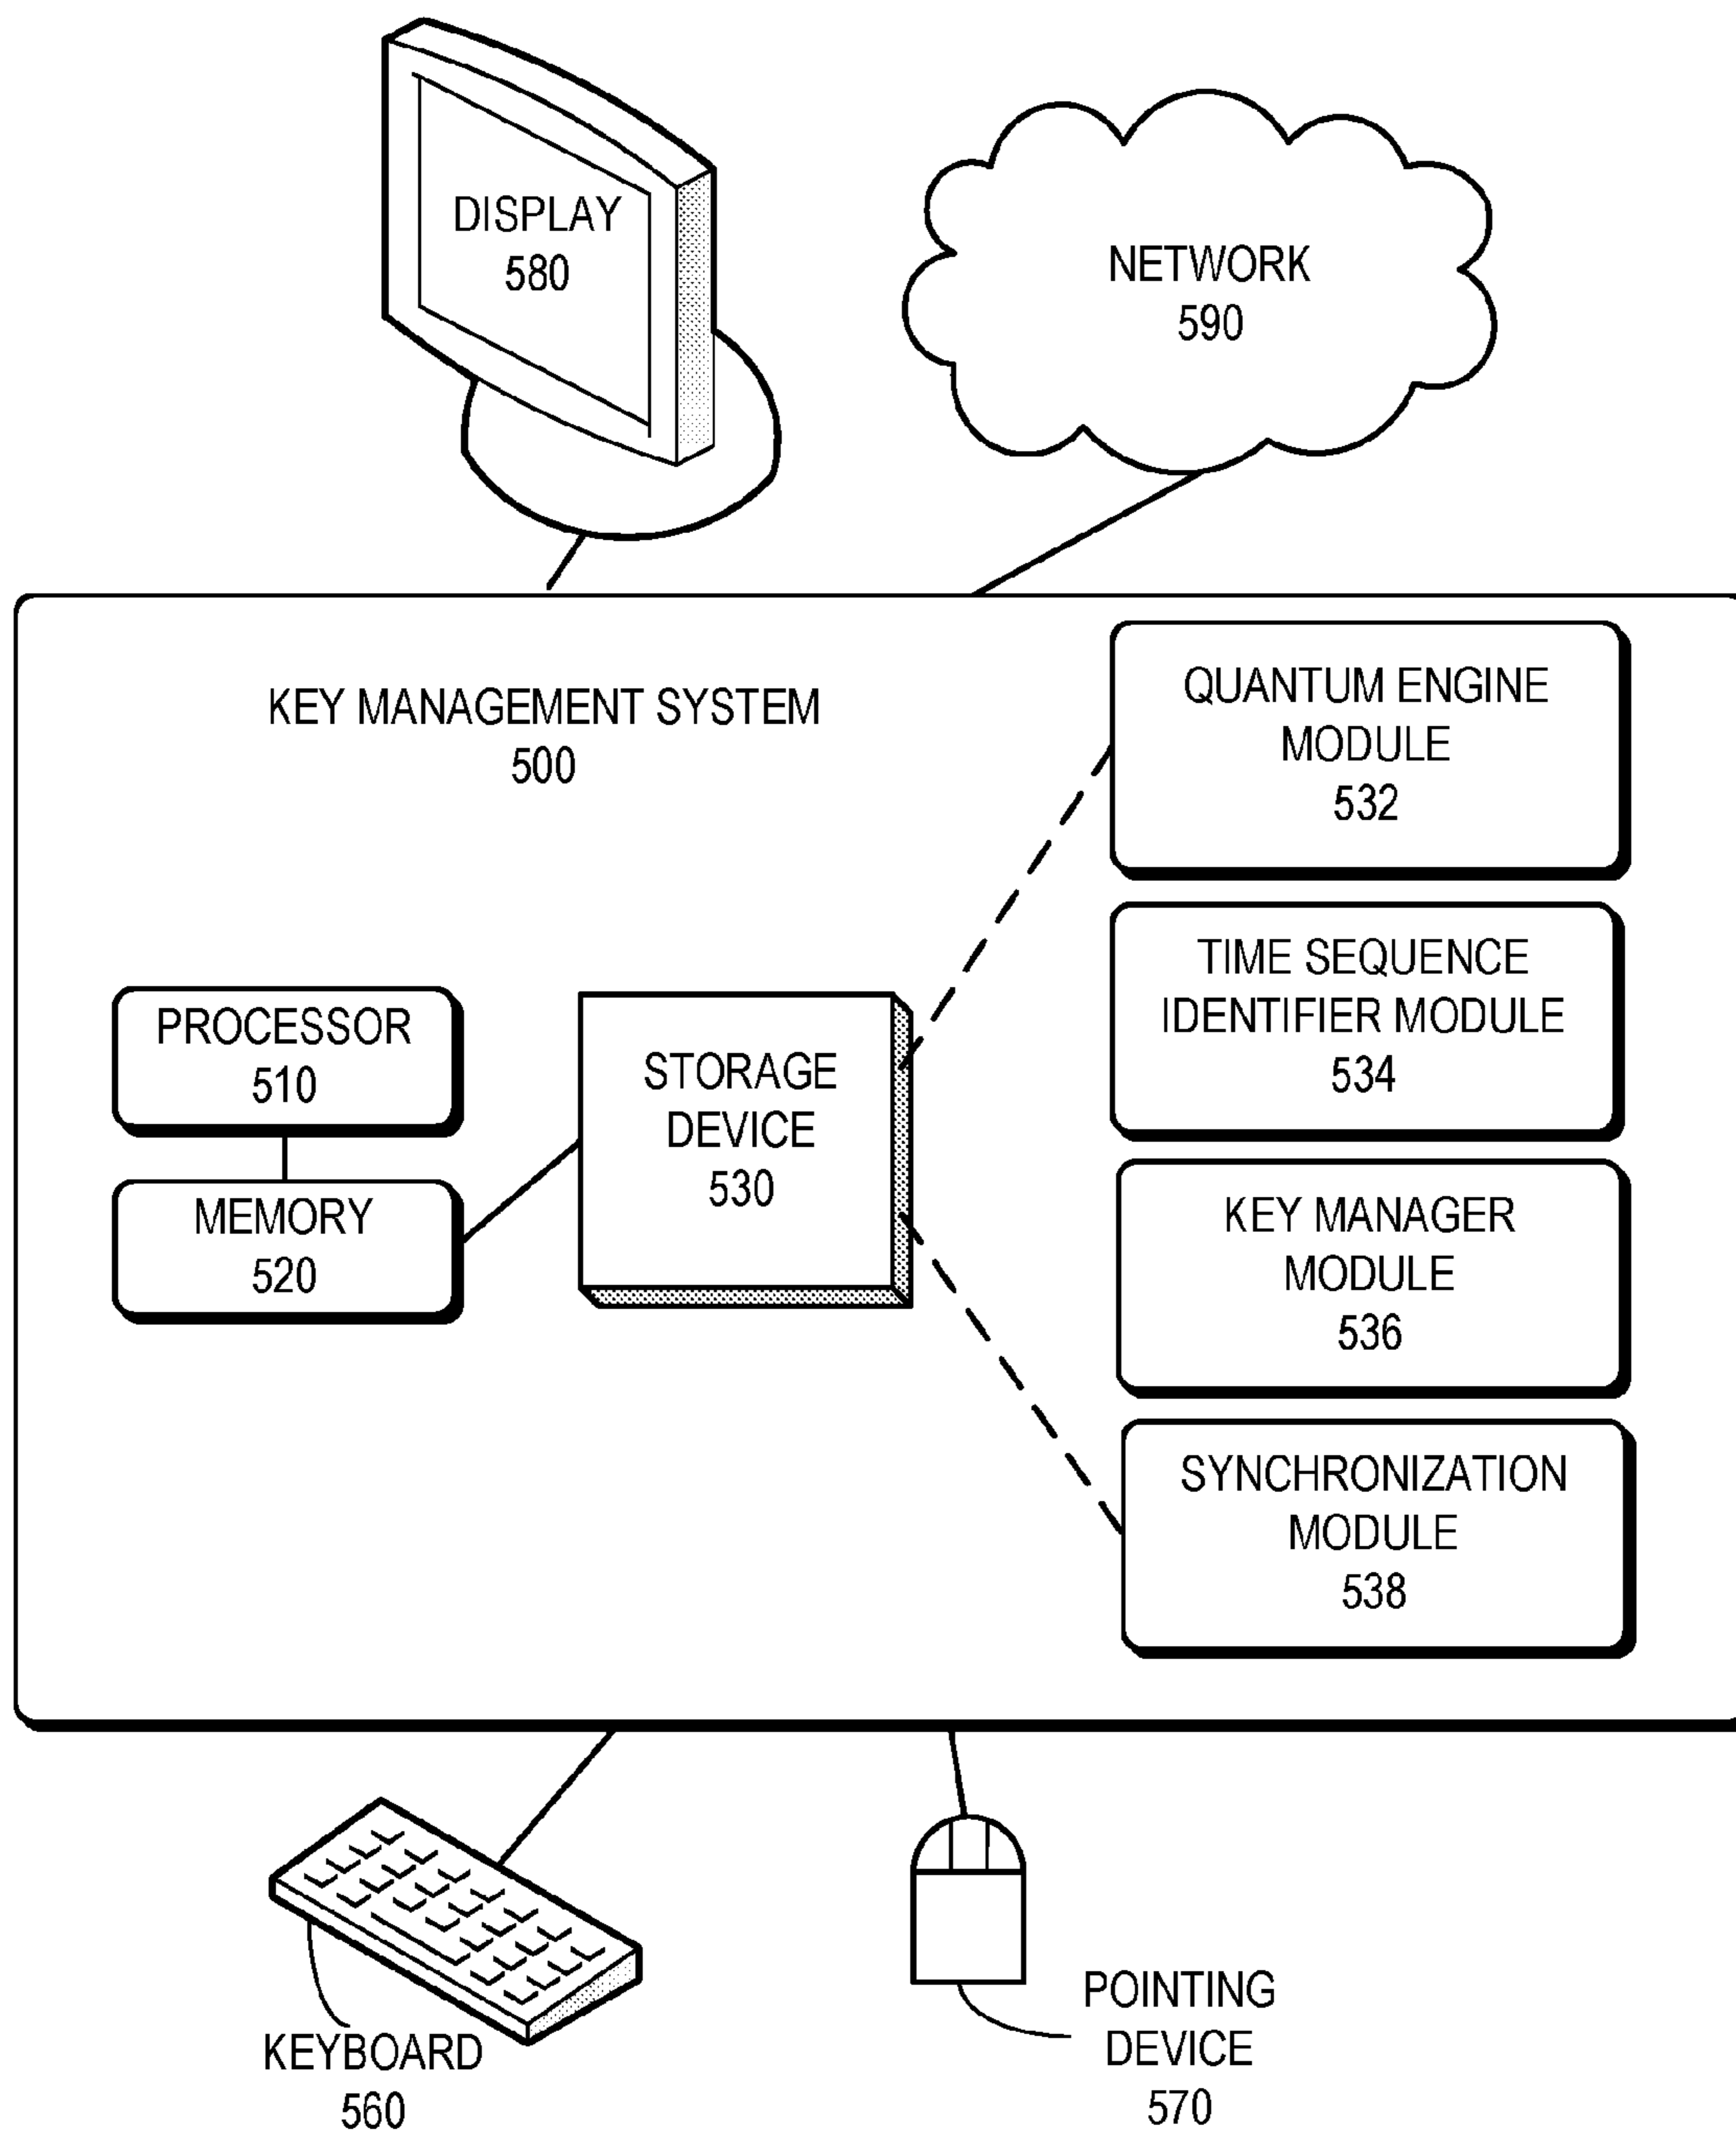 DISPLAY
580
NETWORK
590
KEY MANAGEMENT SYSTEM
500
QUANTUM ENGINE
MODULE
532
TIME SEQUENCE
IDENTIFIER MODULE
534
PROCESSOR
510
MEMORY
520
STORAGE
DEVICE
530
KEY MANAGER
MODULE
536
SYNCHRONIZATION
MODULE
538
KEYBOARD
560
POINTING
DEVICE
570